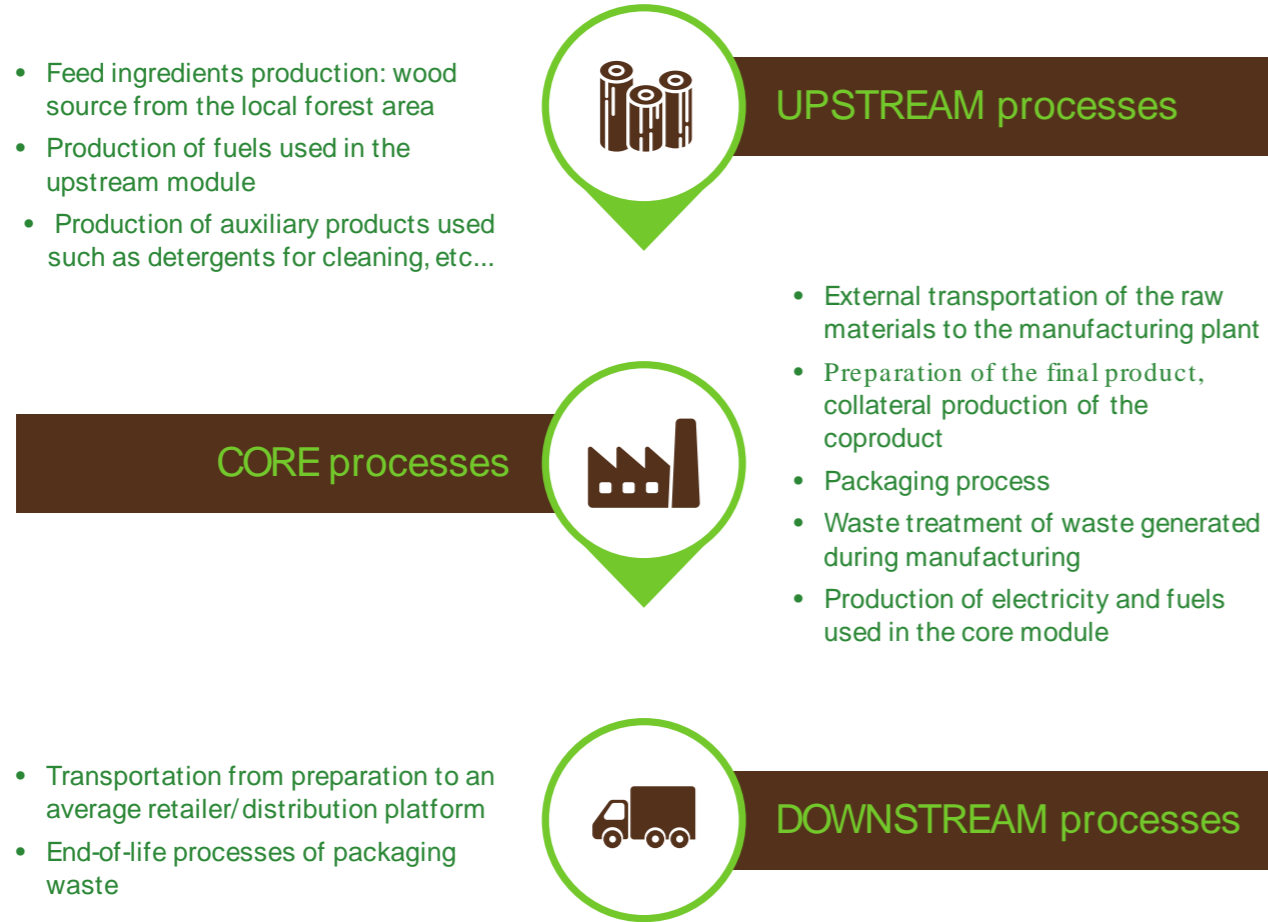 • Feed ingredients production: wood
source from the local forest area
• Production of fuels used in the
upstream module
• Production of auxiliary products used
such as detergents for cleaning, etc...
UPSTREAM processes
CORE processes
• External transportation of the raw
materials to the manufacturing plant
• Preparation of the final product,
collateral production of the
coproduct
• Packaging process
• Waste treatment of waste generated
during manufacturing
• Production of electricity and fuels
used in the core module
• Transportation from preparation to an
average retailer/distribution platform
• End-of-life processes of packaging
waste
DOWNSTREAM processes